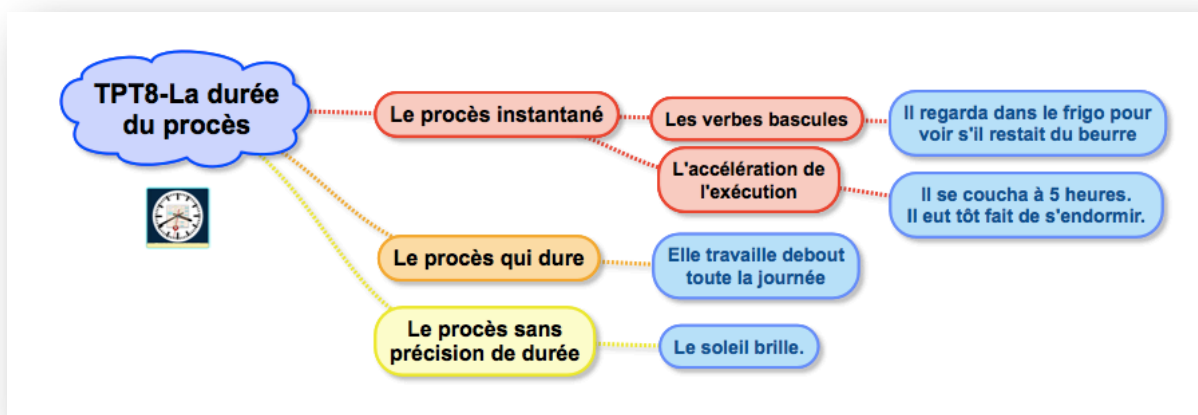 TPT8-La durée
du procès
Le procès instantané
Les verbes bascules
Il regarda dans le frigo pour
voir s'il restait du beurre
L'accélération de
l'exécution
Il se coucha à 5 heures.
Il eut tôt fait de s'endormir.
Le procès qui dure
Elle travaille debout
toute la journée
Le procès sans
précision de durée
Le soleil brille.